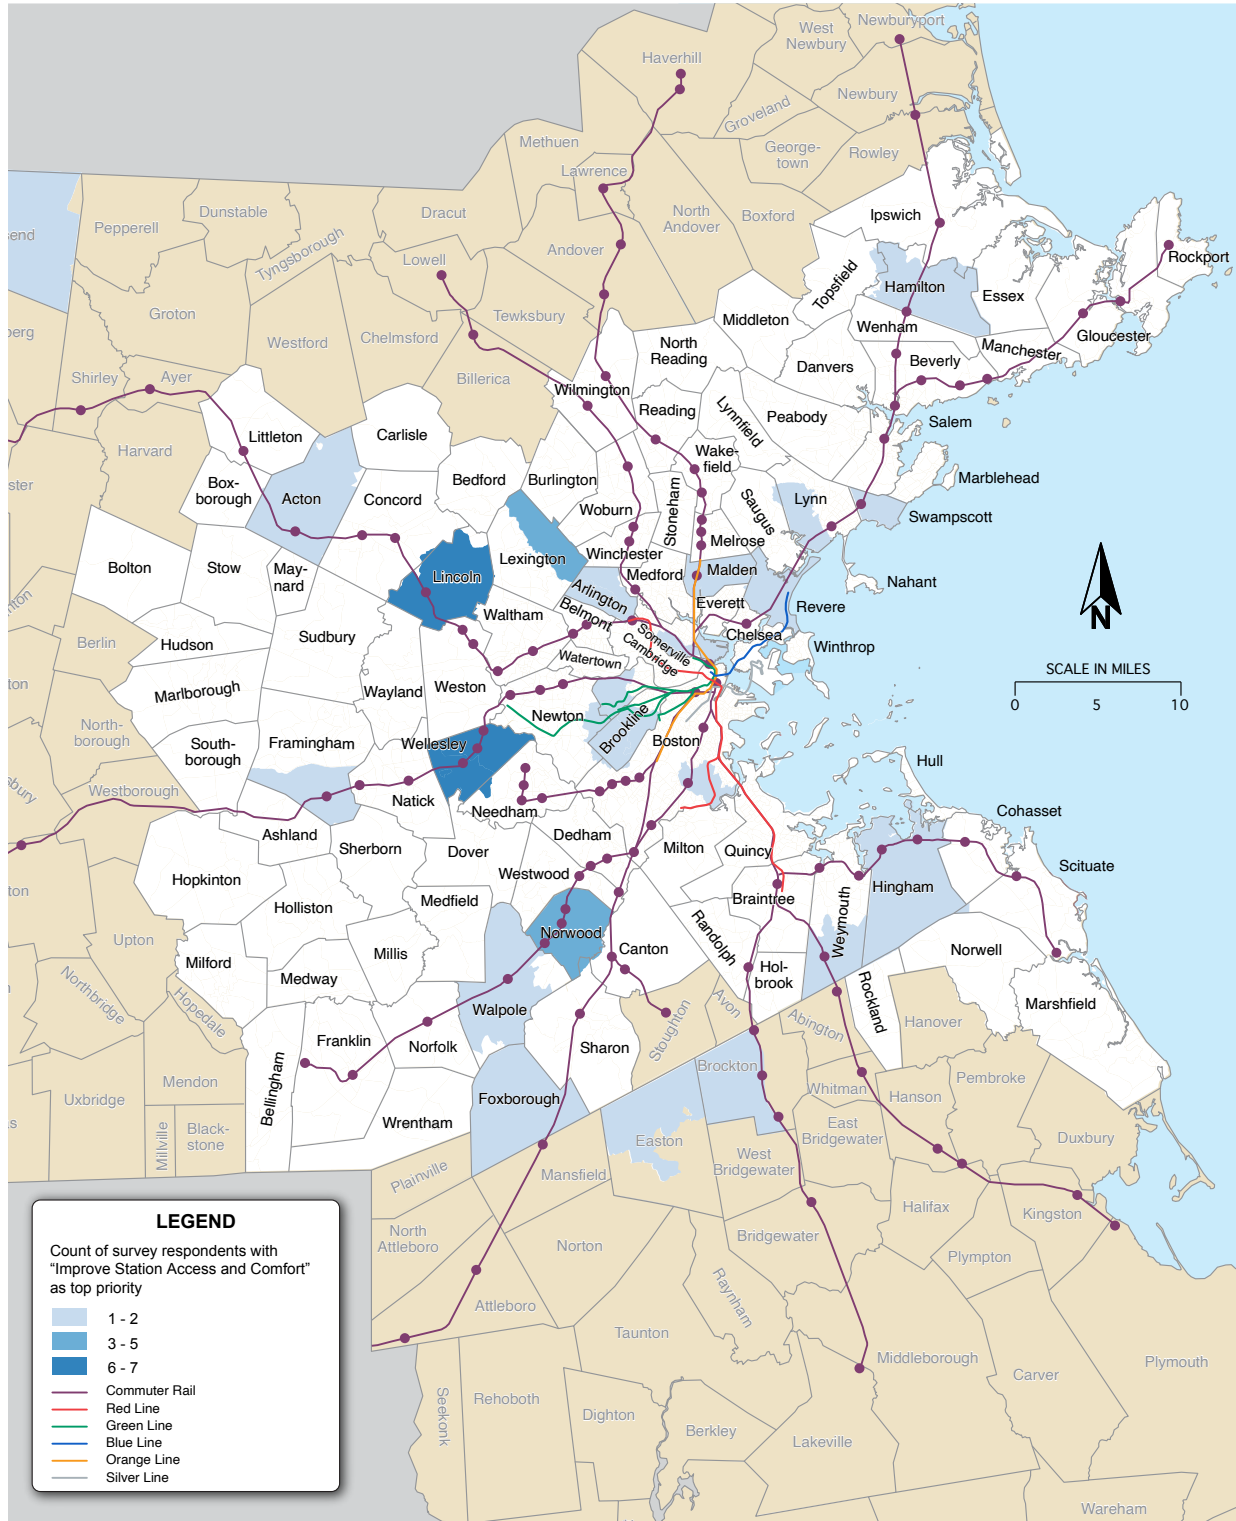 Newburyport
West
Newbury
Haverhill
Newbury
Groveland
Methuen
George-
town
Rowley
Lawrence
Dunstable
Dracut
North
Andover
Boxford
Ipswich
send
Pepperell
Tyngsborough
Andover
Lowell
Rockport
Topsfield
Hamilton
Essex
Groton
Tewksbury
Middleton
Wenham
Gloucester
berg
Westford
Chelmsford
North
Reading
Manchester
Beverly
Danvers
Shirley
Ayer
Billerica
Wilmington
Reading
Lynnfield
Peabody
Salem
Littleton
Carlisle
Harvard
Wake-
field
Marblehead
ster
Box-
borough
Acton
Concord
Bedford
Burlington
Stoneham
Saugus
Lynn
Swampscott
Woburn
Melrose
Winchester
Lexington
Bolton
Stow
May-
nard
Lincoln
Medford
Malden
Nahant
Arlington
Everett
Revere
nton
Waltham
Belmont
Chelsea
Berlin
Hudson
Sudbury
Somerville
Cambridge
Winthrop
N
Watertown
SCALE IN MILES
0
5
10
ton
Marlborough
Wayland
Weston
Newton
Brookline
North-
borough
South-
borough
Framingham
Wellesley
Boston
Hull
sbury
Westborough
Natick
Needham
Cohasset
Ashland
Sherborn
Dover
Dedham
Milton
Quincy
Scituate
Westwood
Hopkinton
Hingham
ton
Holliston
Medfield
Braintree
Weymouth
Randolph
Norwood
Upton
Canton
Norwell
Milford
Millis
Medway
Hol-
brook
Rockland
Northbridge
Hopedale
Walpole
Avon
Marshfield
Abington
Hanover
Stoughton
Franklin
Norfolk
Sharon
Bellingham
Brockton
Mendon
Pembroke
Uxbridge
Foxborough
Whitman
Hanson
Wrentham
Millville
Black-
stone
East
Bridgewater
Easton
Duxbury
West
Bridgewater
Plainville
Mansfield
Halifax
Kingston
North
Attleboro
Norton
Bridgewater
Plympton
Raynham
Attleboro
Taunton
Middleborough
Carver
Plymouth
Seekonk
Rehoboth
Dighton
Berkley
Lakeville
Wareham
LEGEND
Count of survey respondents with
“Improve Station Access and Comfort”
as top priority
1 - 2
3 - 5
6 - 7
Commuter Rail
Red Line
Green Line
Blue Line
Orange Line
Silver Line